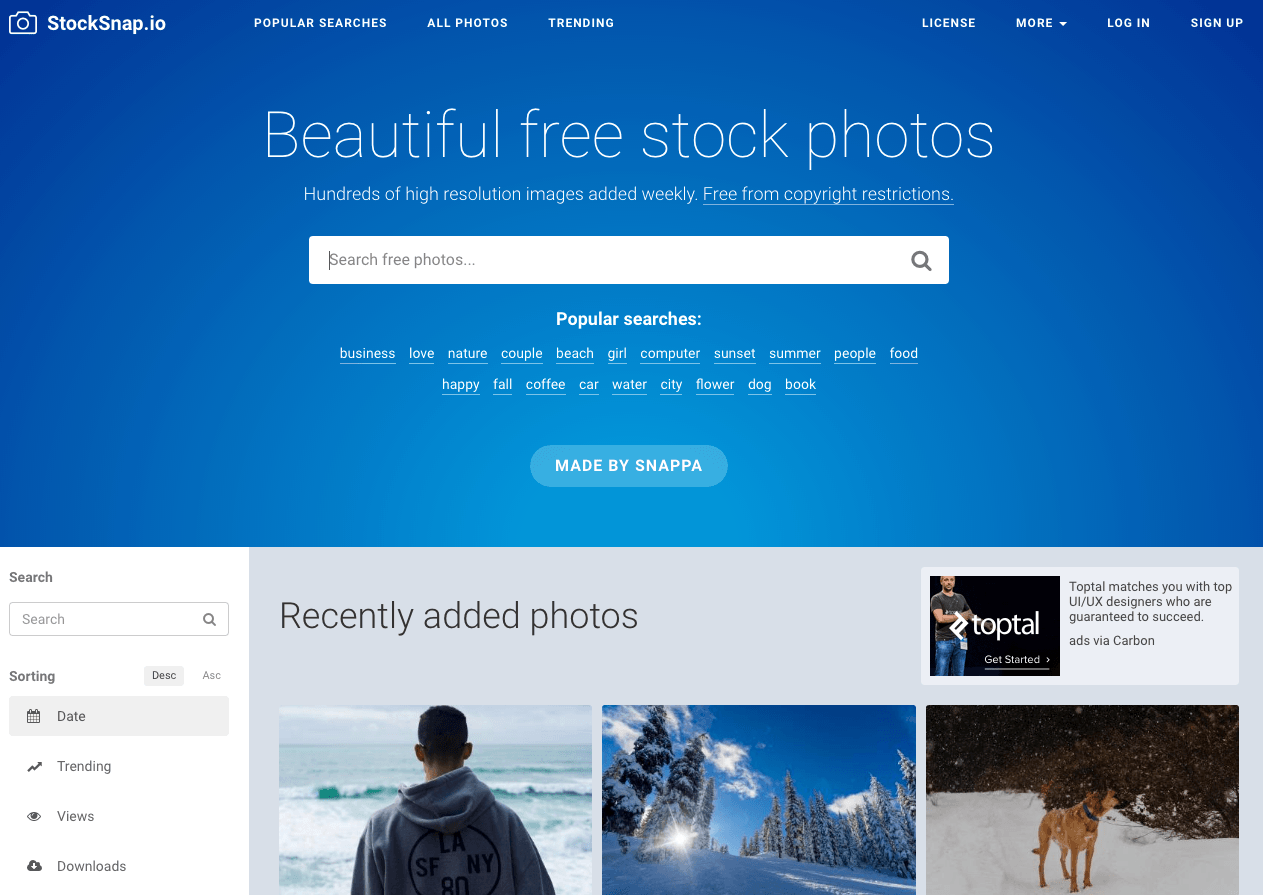 StockSnap.io
POPULAR SEARCHES
ALL PHOTOS
TRENDING
LICENSE
MORE
LOG IN
SIGN UP
Beautiful free stock photos
Hundreds of high resolution images added weekly. Free from copyright restrictions.
Search free photos...
Popular searches:
business love nature couple beach girl computer sunset summer people food
happy fall coffee car water city flower dog book
MADE BY SNAPPA
Search
Search
Sorting
Desc
Asc
Date
Trending
Views
Downloads
Recently added photos
toptal
Get Started ›
Toptal matches you with top
UI/UX designers who are
guaranteed to succeed.
ads via Carbon
LA
SF NY
80